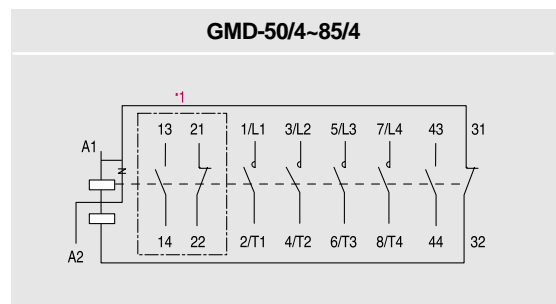 GMD-50/4~85/4
*1
13 21 1/L1 3/L2 5/L3 7/L4 43 31
A1
14 22 2/T1 4/T2 6/T3 8/T4 44 32
A2